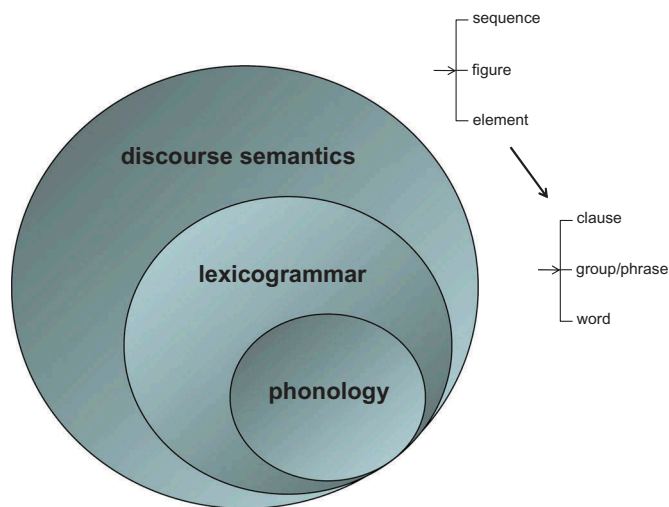 sequence
figure
element
discourse semantics
clause
lexicogrammar
group/phrase
word
phonology